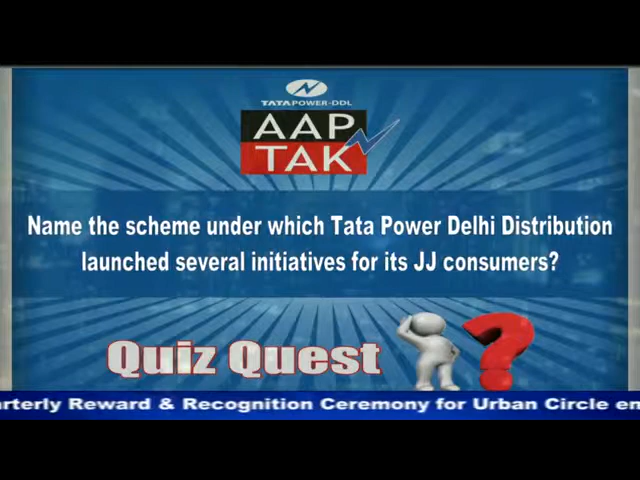 TATA POWER-DDL
AAP
TAK
Name the scheme under which Tata Power Delhi Distribution
launched several initiatives for its JJ consumers?
Quiz Quest
arterly Reward & Recognition Ceremony for Urban Circle en